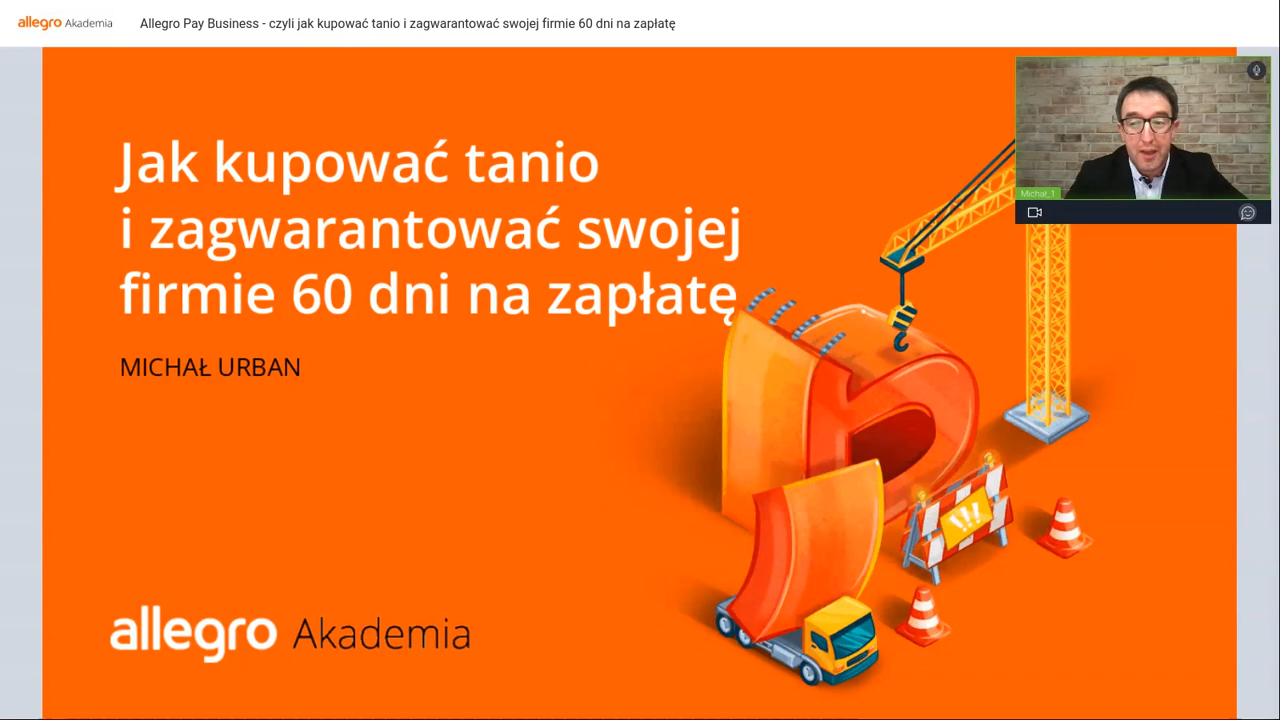 allegro Akademia
Allegro Pay Business - czyli jak kupować tanio i zagwarantować swojej firmie 60 dni na zapłatę
Michał_1
Jak kupować tanio
i zagwarantować swojej
firmie 60 dni na zapłatę
MICHAŁ URBAN
!!!
allegro Akademia